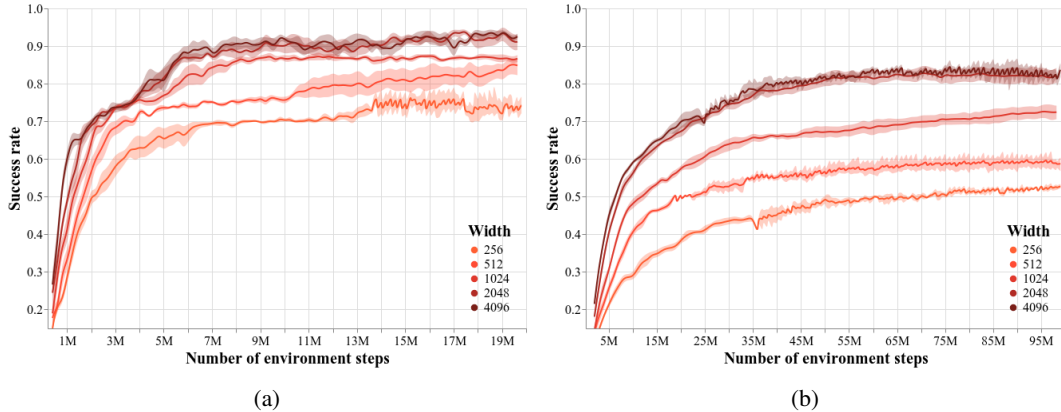 1.0
0.9
0.8
0.7
0.6
0.5
0.4
0.3
0.2
Success rate
Width
256
512
1024
2048
4096
1M 3M 5M 7M 9M 11M 13M 15M 17M 19M
Number of environment steps
(a)
1.0
0.9
0.8
0.7
0.6
0.5
0.4
0.3
0.2
Success rate
Width
256
512
1024
2048
4096
5M 15M 25M 35M 45M 55M 65M 75M 85M 95M
Number of environment steps
(b)